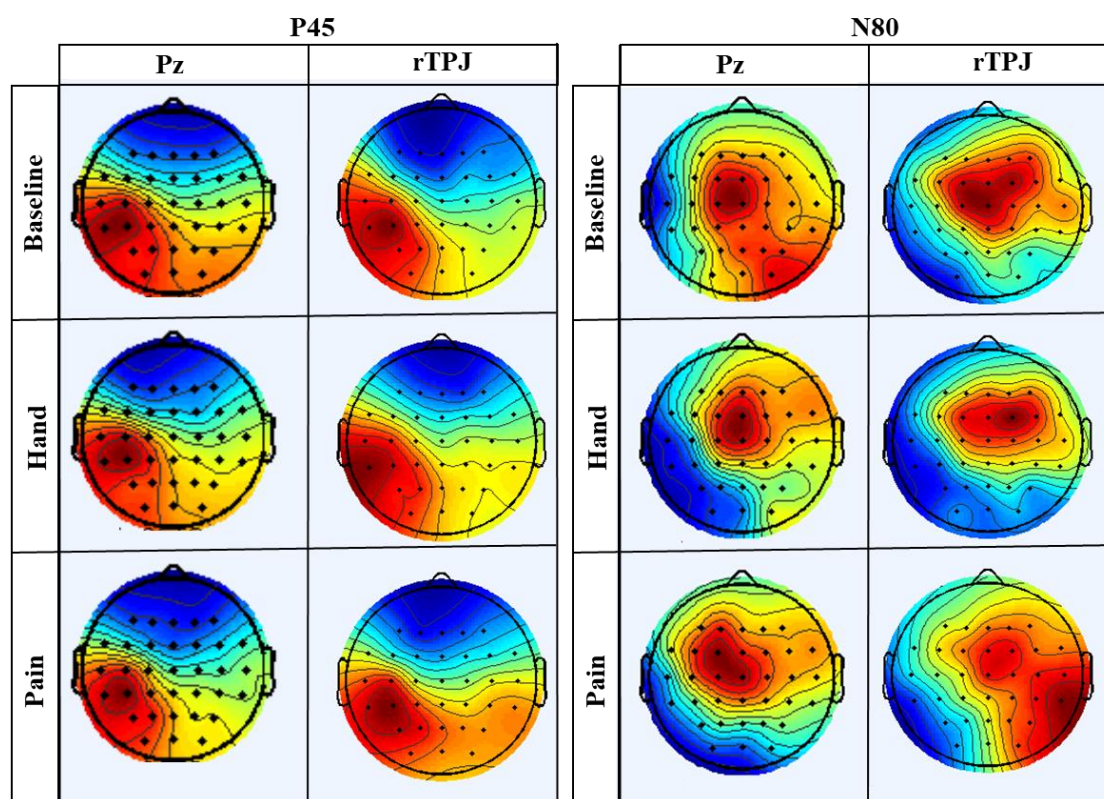 P45
N80
Pz
rTPJ
Pz
rTPJ
Baseline
Baseline
Hand
Hand
Pain
Pain